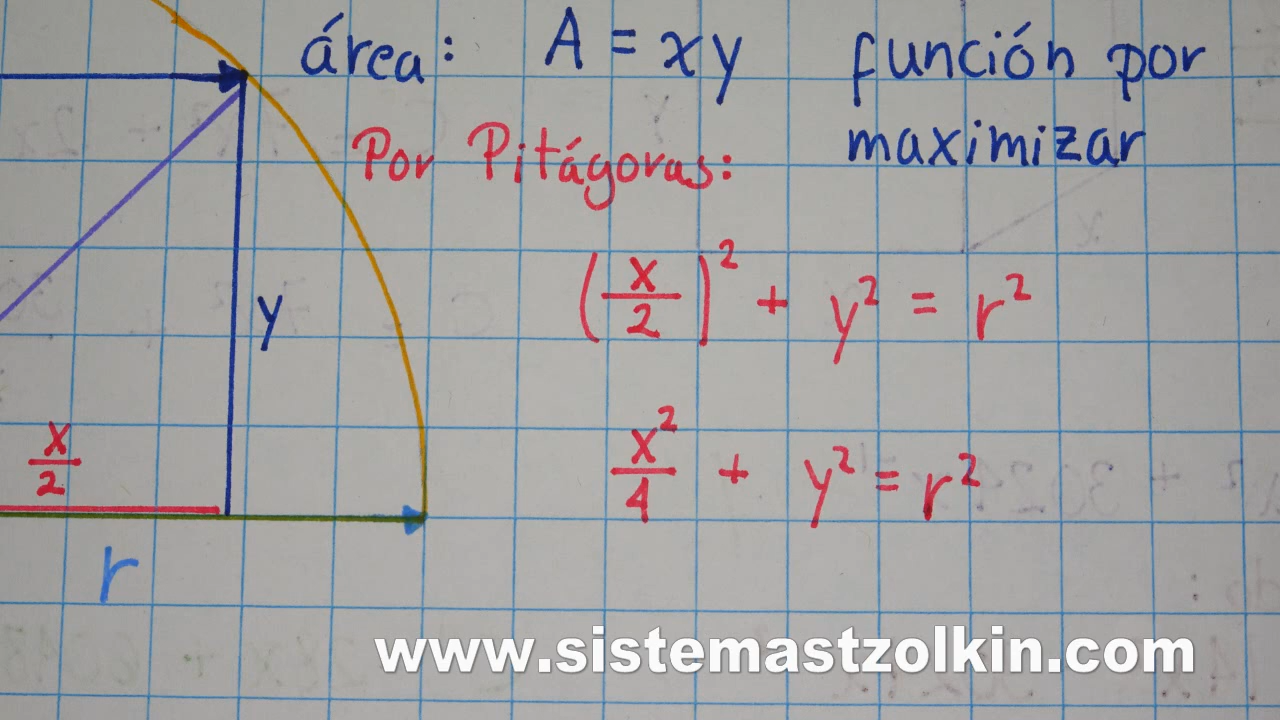 área: A = xy función por
maximizar
Por Pitágoras:
(x/2)² + y² = r²
y
x²/4 + y² = r²
x/2
r
www.sistemastzolkin.com